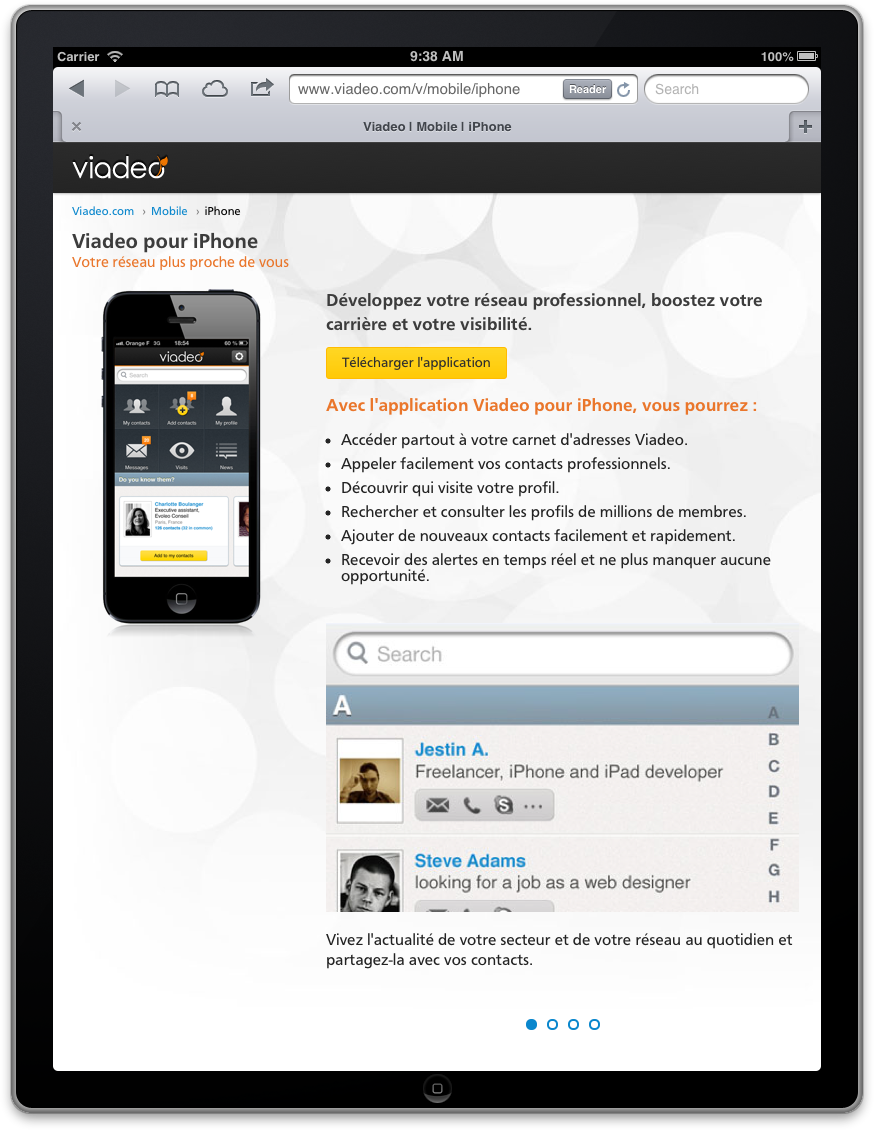 Carrier 9:38 AM 100%
www.viadeo.com/v/mobile/iphone Reader Search
Viadeo | Mobile | iPhone
viadeo
Viadeo.com › Mobile › iPhone
Viadeo pour iPhone
Votre réseau plus proche de vous
Orange F 3G 18:54 60 %
viadeo
Search
My contacts Add contacts My profile
Messages Visits News
Do you know them?
Charlotte Boulanger
Executive assistant,
Evoleo Conseil
Paris, France
126 contacts (32 in common)
Add to my contacts
Développez votre réseau professionnel, boostez votre
carrière et votre visibilité.
Télécharger l'application
Avec l'application Viadeo pour iPhone, vous pourrez :
• Accéder partout à votre carnet d'adresses Viadeo.
• Appeler facilement vos contacts professionnels.
• Découvrir qui visite votre profil.
• Rechercher et consulter les profils de millions de membres.
• Ajouter de nouveaux contacts facilement et rapidement.
• Recevoir des alertes en temps réel et ne plus manquer aucune
opportunité.
Search
A
Jestin A.
Freelancer, iPhone and iPad developer
Steve Adams
looking for a job as a web designer
A
B
C
D
E
F
G
H
Vivez l'actualité de votre secteur et de votre réseau au quotidien et
partagez-la avec vos contacts.